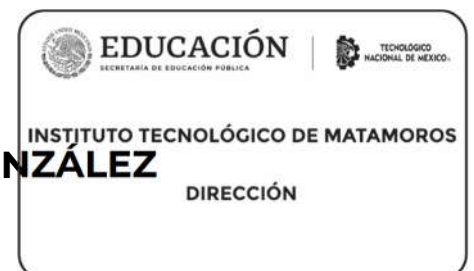 EDUCACIÓN
SECRETARÍA DE EDUCACIÓN PÚBLICA
TECNOLÓGICO
NACIONAL DE MÉXICO®
INSTITUTO TECNOLÓGICO DE MATAMOROS
NZÁLEZ
DIRECCIÓN